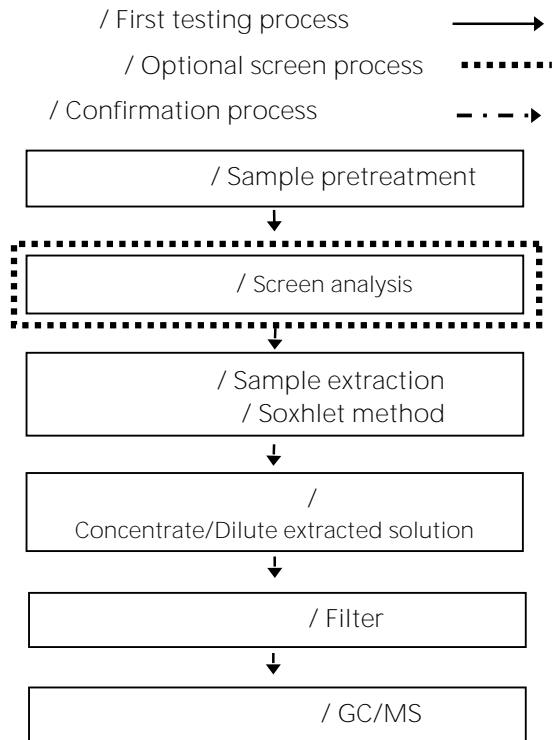 / First testing process
/ Optional screen process
/ Confirmation process
/ Sample pretreatment
/ Screen analysis
/ Sample extraction
/ Soxhlet method
/
Concentrate/Dilute extracted solution
/ Filter
/ GC/MS